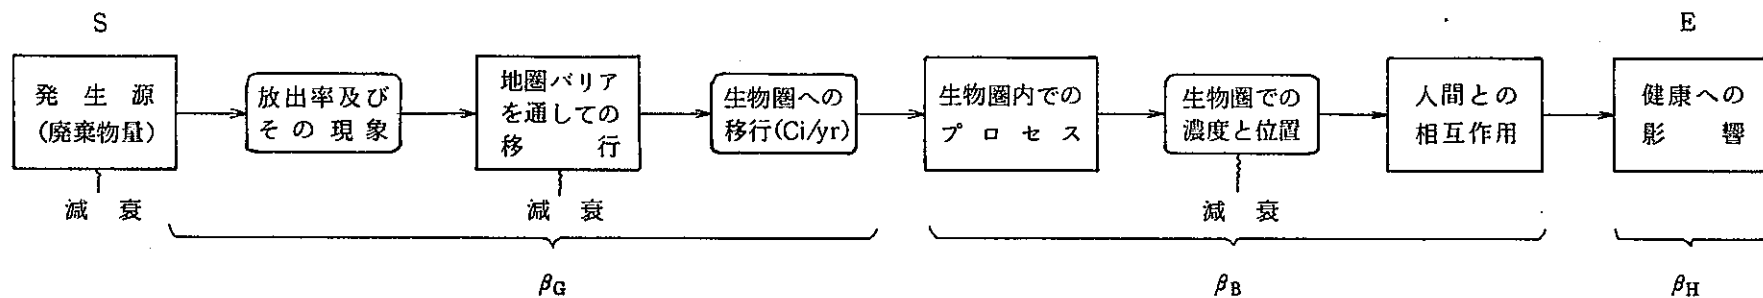 S
E
発生源
(廃棄物量)
放出率及び
その現象
地圏バリア
を通しての
移行
生物圏への
移行(Ci/yr)
生物圏内での
プロセス
生物圏での
濃度と位置
人間との
相互作用
健康への
影響
減衰
減衰
減衰
βG
βB
βH